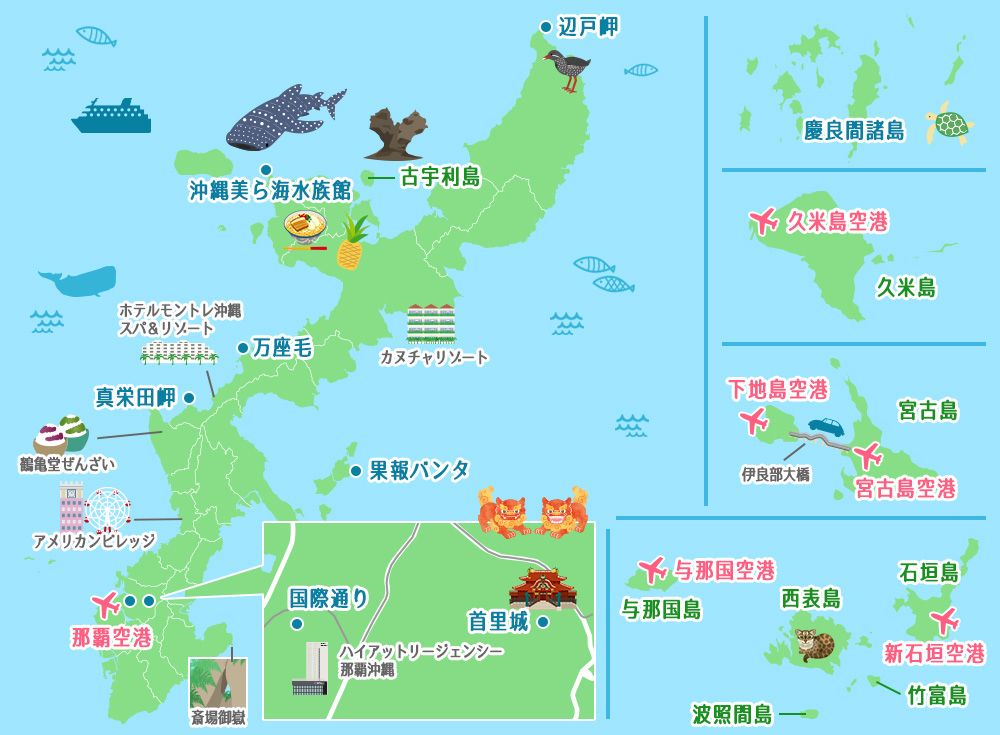 辺戸岬
沖縄美ら海水族館
古宇利島
ホテルモントレ沖縄
スパ&リゾート
万座毛
カヌチャリゾート
真栄田岬
鶴亀堂ぜんざい
果報バンタ
アメリカンビレッジ
那覇空港
斎場御嶽
国際通り
首里城
ハイアットリージェンシー
那覇沖縄
慶良間諸島
久米島空港
久米島
下地島空港
宮古島
伊良部大橋
宮古島空港
与那国空港
与那国島
西表島
石垣島
新石垣空港
竹富島
波照間島